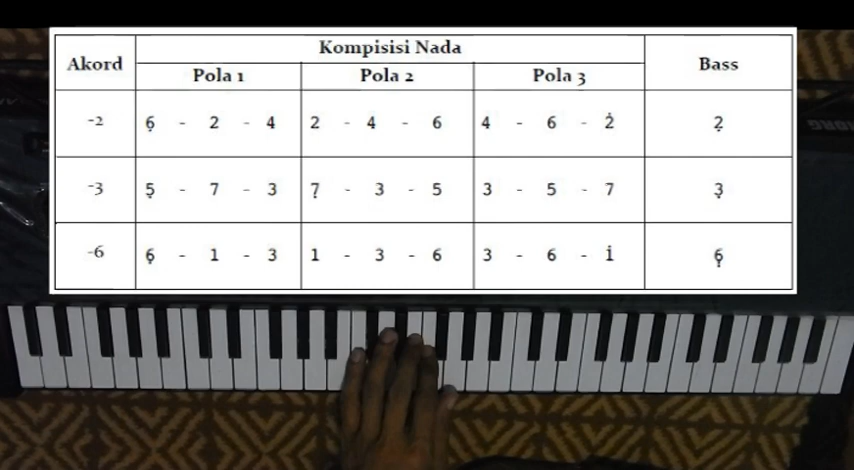 Akord Kompisisi Nada Bass
Pola 1 Pola 2 Pola 3
-2 6̣ - 2 - 4 2 - 4 - 6 4 - 6 - 2̇ 2̣
-3 5̣ - 7 - 3 7̣ - 3 - 5 3 - 5 - 7 3̣
-6 6̣ - 1 - 3 1 - 3 - 6 3 - 6 - 1̇ 6̣
KORG